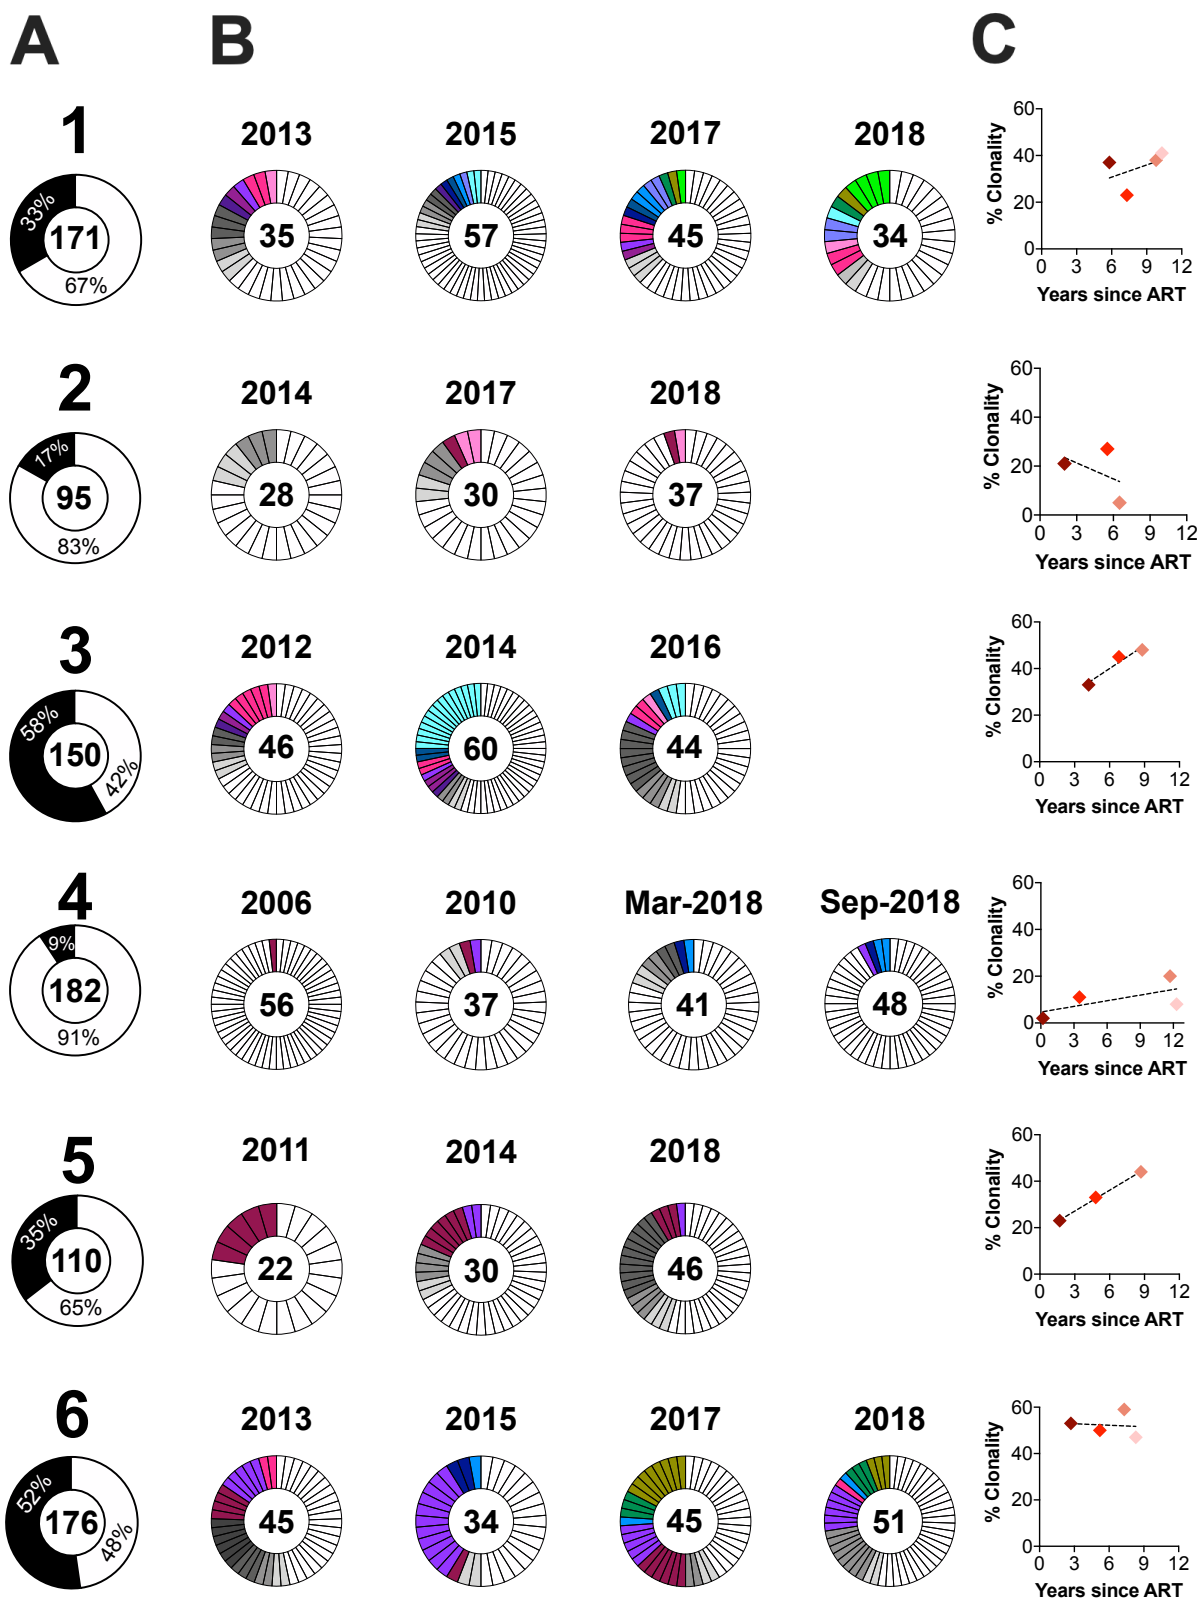 A B C
1 2013 2015 2017 2018
33% 171 67%
35 57 45 34
% Clonality
60
40
20
0
0 3 6 9 12
Years since ART
2 2014 2017 2018
17% 95 83%
28 30 37
% Clonality
60
40
20
0
0 3 6 9 12
Years since ART
3 2012 2014 2016
58% 150 42%
46 60 44
% Clonality
60
40
20
0
0 3 6 9 12
Years since ART
4 2006 2010 Mar-2018 Sep-2018
9% 182 91%
56 37 41 48
% Clonality
60
40
20
0
0 3 6 9 12
Years since ART
5 2011 2014 2018
35% 110 65%
22 30 46
% Clonality
60
40
20
0
0 3 6 9 12
Years since ART
6 2013 2015 2017 2018
52% 176 48%
45 34 45 51
% Clonality
60
40
20
0
0 3 6 9 12
Years since ART